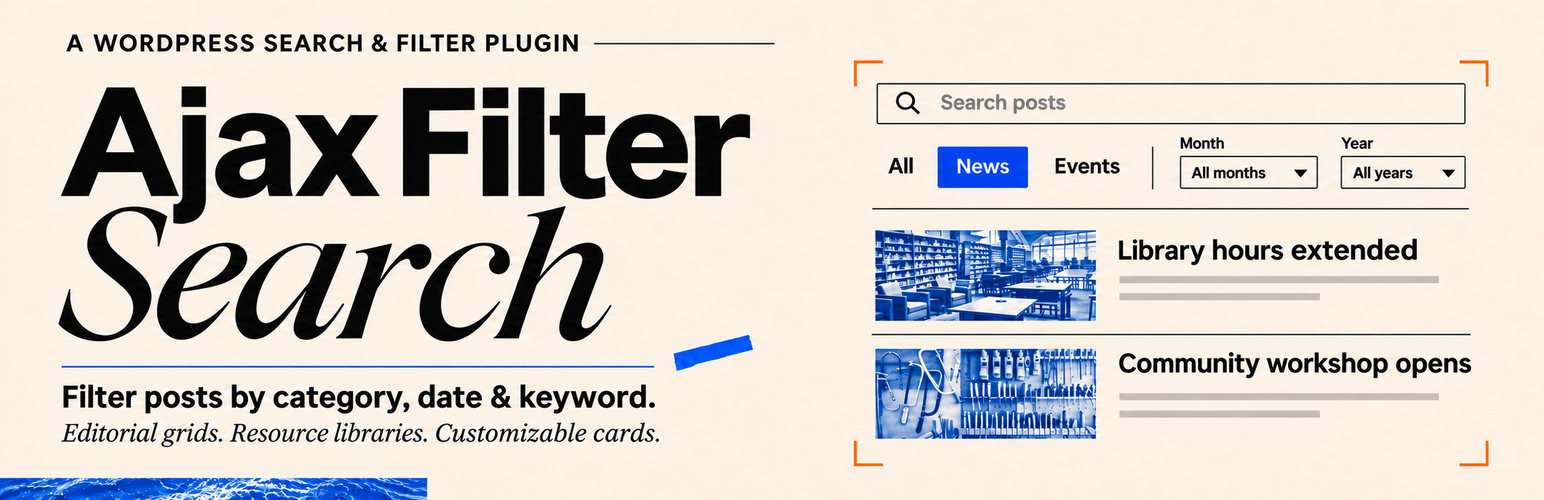 A WORDPRESS SEARCH & FILTER PLUGIN
Ajax Filter
Search
Filter posts by category, date & keyword.
Editorial grids. Resource libraries. Customizable cards.
Search posts
All
News
Events
Month
All months
Year
All years
Library hours extended
Community workshop opens